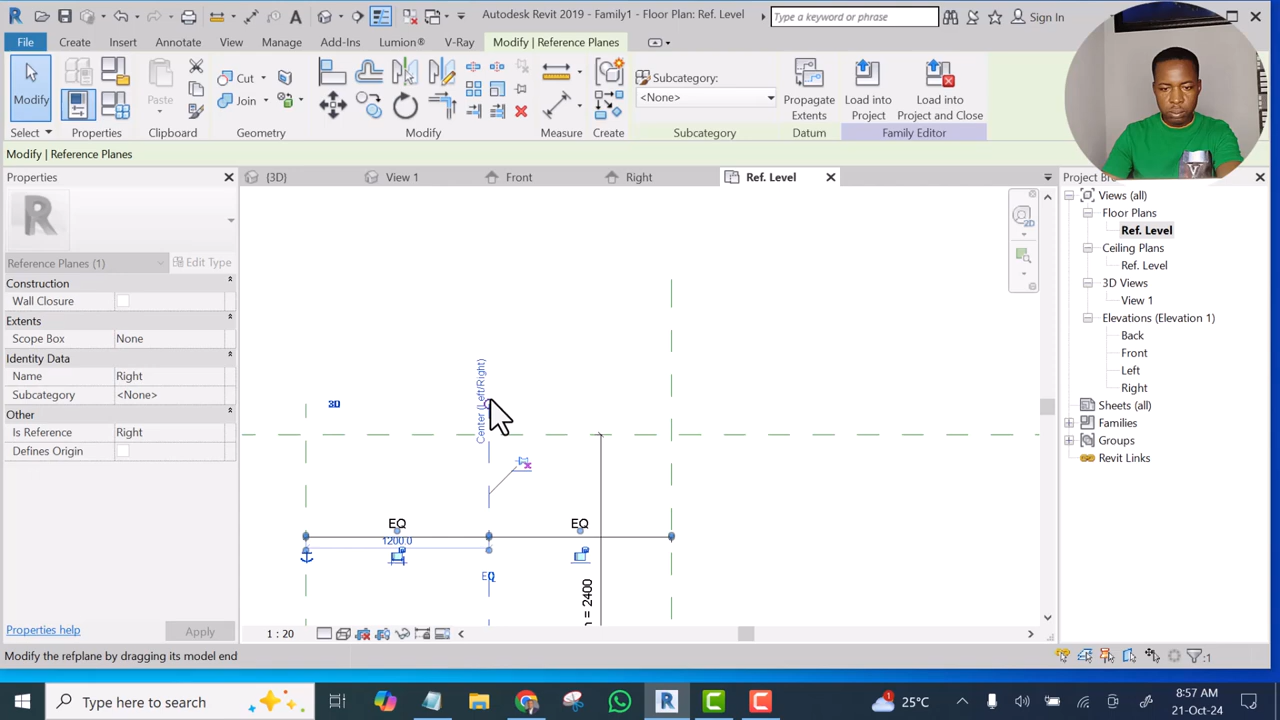 Autodesk Revit 2019 - Family1 - Floor Plan: Ref. Level
Type a keyword or phrase
Sign In
File Create Insert Annotate View Manage Add-Ins Lumion® V-Ray Modify | Reference Planes
Modify
Paste
Cut
Join
Subcategory:
<None>
Propagate Extents
Load into Project
Load into Project and Close
Select Properties Clipboard Geometry Modify Measure Create Subcategory Datum Family Editor
Modify | Reference Planes
Properties
{3D} View 1 Front Right Ref. Level
Project Br
Reference Planes (1) Edit Type
Construction
Wall Closure
Extents
Scope Box None
Identity Data
Name Right
Subcategory <None>
Other
Is Reference Right
Defines Origin
Properties help
Apply
2D
3D
Center (Left/Right)
EQ
EQ
1200.0
EQ
= 2400
Views (all)
Floor Plans
Ref. Level
Ceiling Plans
Ref. Level
3D Views
View 1
Elevations (Elevation 1)
Back
Front
Left
Right
Sheets (all)
Families
Groups
Revit Links
1 : 20
Modify the refplane by dragging its model end
:1
Type here to search
1
25°C
8:57 AM
21-Oct-24